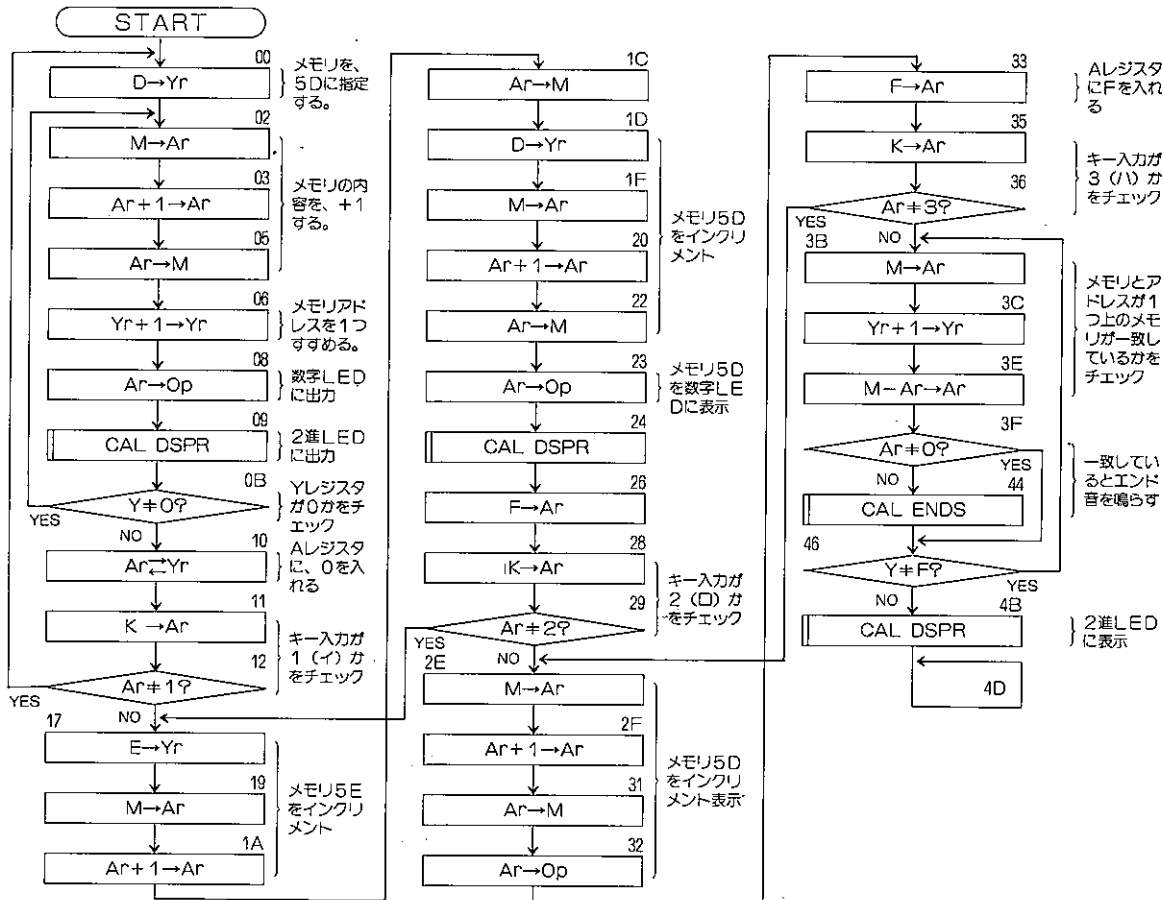 START
00
D→Yr
メモリを、
5Dに指定
する。
02
M→Ar
03
Ar+1→Ar
メモリの内
容を、+1
する。
05
Ar→M
06
Yr+1→Yr
メモリアド
レスを1つ
すすめる。
08
Ar→Op
数字LED
に出力
09
CAL DSPR
2進LED
に出力
0B
Y≠0?
YES
NO
Yレジスタ
が0かをチ
ェック
10
Ar⇄Yr
Aレジスタ
に、0を入
れる
11
K→Ar
12
Ar≠1?
YES
NO
キー入力が
1(イ)か
をチェック
17
E→Yr
19
M→Ar
1A
Ar+1→Ar
メモリ5E
をインクリ
メント
1C
Ar→M
1D
D→Yr
1F
M→Ar
20
Ar+1→Ar
22
Ar→M
メモリ5D
をインクリ
メント
23
Ar→Op
メモリ5D
を数字LE
Dに表示
24
CAL DSPR
26
F→Ar
28
iK→Ar
29
Ar≠2?
YES
NO
キー入力が
2(ロ)か
をチェック
2E
M→Ar
2F
Ar+1→Ar
31
Ar→M
32
Ar→Op
メモリ5D
をインクリ
メント表示
33
F→Ar
Aレジスタ
にFを入れ
る
35
K→Ar
36
Ar≠3?
YES
NO
キー入力が
3(ハ)か
をチェック
3B
M→Ar
3C
Yr+1→Yr
3E
M-Ar→Ar
メモリとア
ドレスが1
つ上のメモ
リが一致し
ているかを
チェック
3F
Ar≠0?
YES
NO
44
CAL ENDS
一致してい
るとエンド
音を鳴らす
46
Y≠F?
YES
NO
4B
CAL DSPR
2進LED
に表示
4D